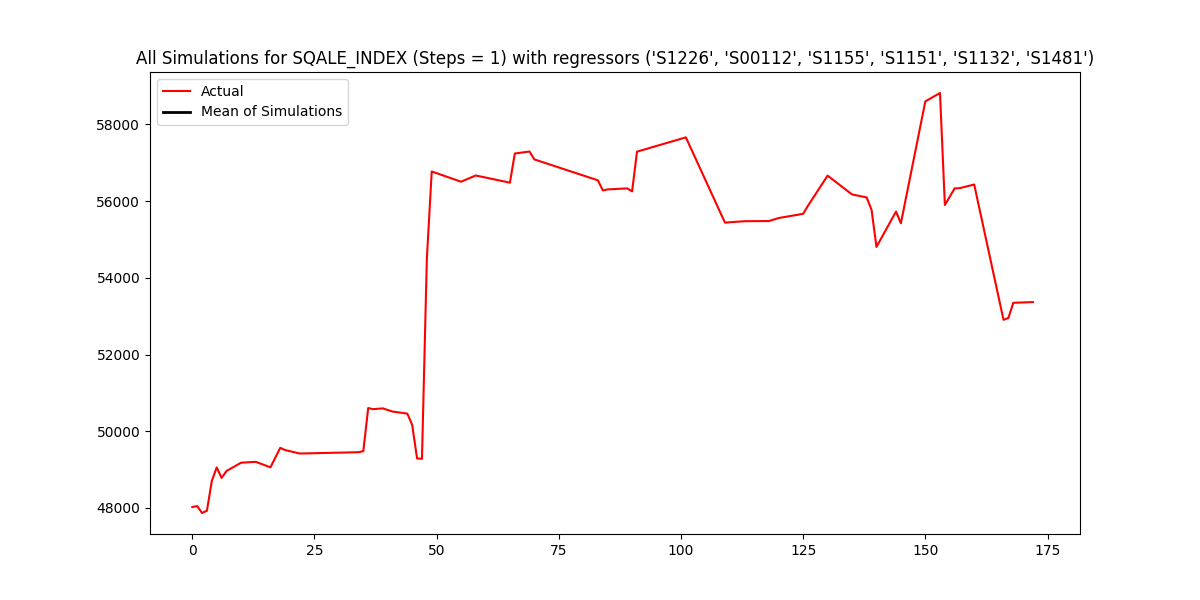 All Simulations for SQALE_INDEX (Steps = 1) with regressors ('S1226', 'S00112', 'S1155', 'S1151', 'S1132', 'S1481')
Actual
Mean of Simulations
58000
56000
54000
52000
50000
48000
0 25 50 75 100 125 150 175